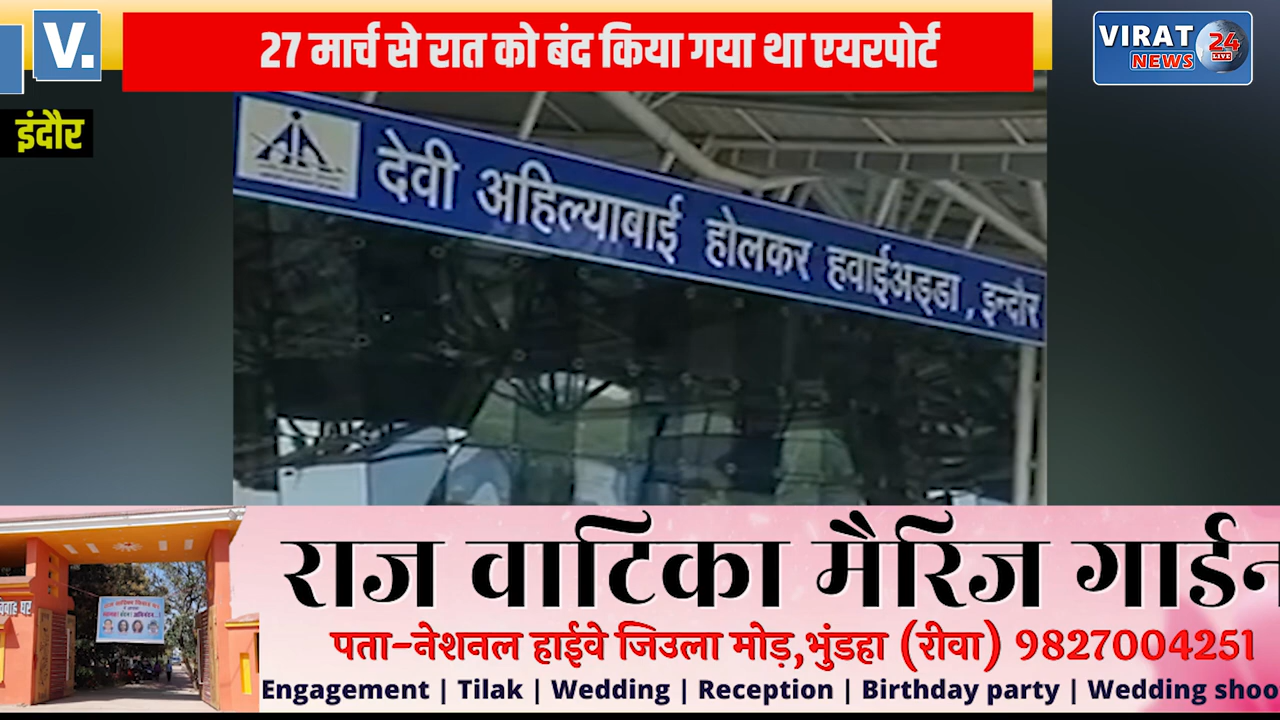 V.
27 मार्च से रात को बंद किया गया था एयरपोर्ट
VIRAT
NEWS
24
LIVE
इंदौर
देवी अहिल्याबाई होलकर हवाईअड्डा, इन्दौर
राज वाटिका मैरिज गार्डन
पता-नेशनल हाईवे जिउला मोड़,भुंडहा (रीवा) 9827004251
Engagement | Tilak | Wedding | Reception | Birthday party | Wedding shoo